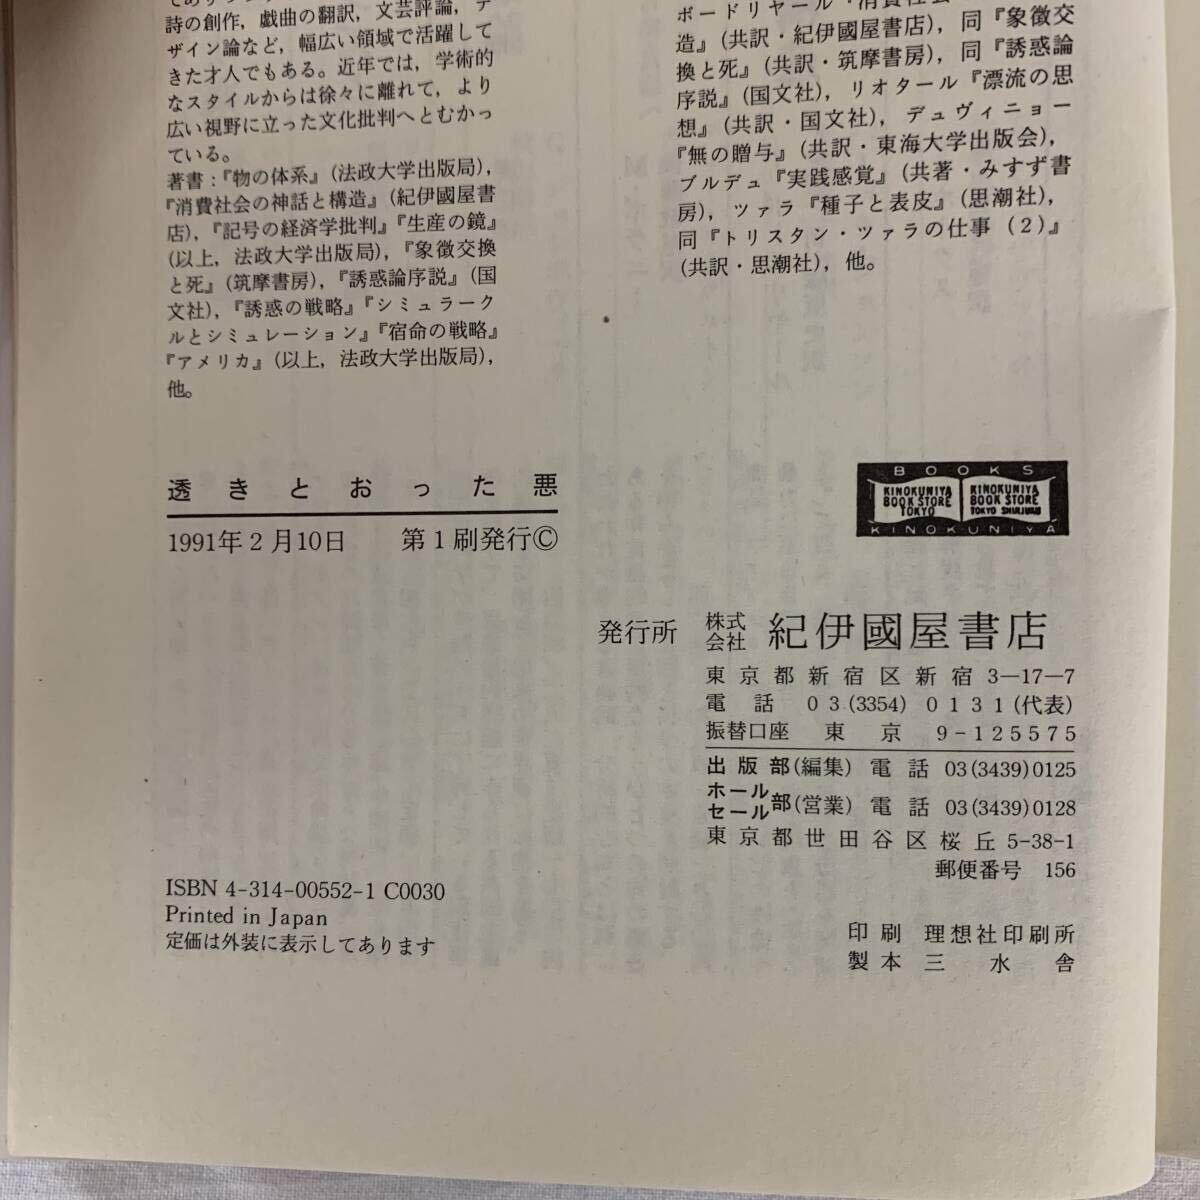 詩の創作，戯曲の翻訳，文芸評論，デ
ザイン論など，幅広い領域で活躍して
きた才人でもある。近年では，学術的
なスタイルからは徐々に離れて，より
広い視野に立った文化批判へとむかっ
ている。
著書：『物の体系』(法政大学出版局)，
『消費社会の神話と構造』(紀伊國屋書
店)，『記号の経済学批判』『生産の鏡』
(以上，法政大学出版局)，『象徴交換
と死』(筑摩書房)，『誘惑論序説』(国
文社)，『誘惑の戦略』『シミュラーク
ルとシミュレーション』『宿命の戦略』
『アメリカ』(以上，法政大学出版局)，
他。
造』(共訳・紀伊國屋書店)，同『象徴交
換と死』(共訳・筑摩書房)，同『誘惑論
序説』(国文社)，リオタール『漂流の思
想』(共訳・国文社)，デュヴィニョー
『無の贈与』(共訳・東海大学出版会)，
ブルデュ『実践感覚』(共著・みすず書
房)，ツァラ『種子と表皮』(思潮社)，
同『トリスタン・ツァラの仕事（2）』
(共訳・思潮社)，他。
透きとおった悪
1991年2月10日　第1刷発行©
BOOKS
KINOKUNIYA BOOK STORE TOKYO
KINOKUNIYA BOOK STORE TOKYO SHINJUKU
KINOKUNIYA
発行所 株式会社 紀伊國屋書店
東京都新宿区新宿 3—17—7
電話 03(3354)0131(代表)
振替口座 東京 9-125575
出版部(編集) 電話 03(3439)0125
ホールセール部(営業) 電話 03(3439)0128
東京都世田谷区桜丘 5-38-1
郵便番号 156
ISBN 4-314-00552-1 C0030
Printed in Japan
定価は外装に表示してあります
印刷 理想社印刷所
製本 三水舎